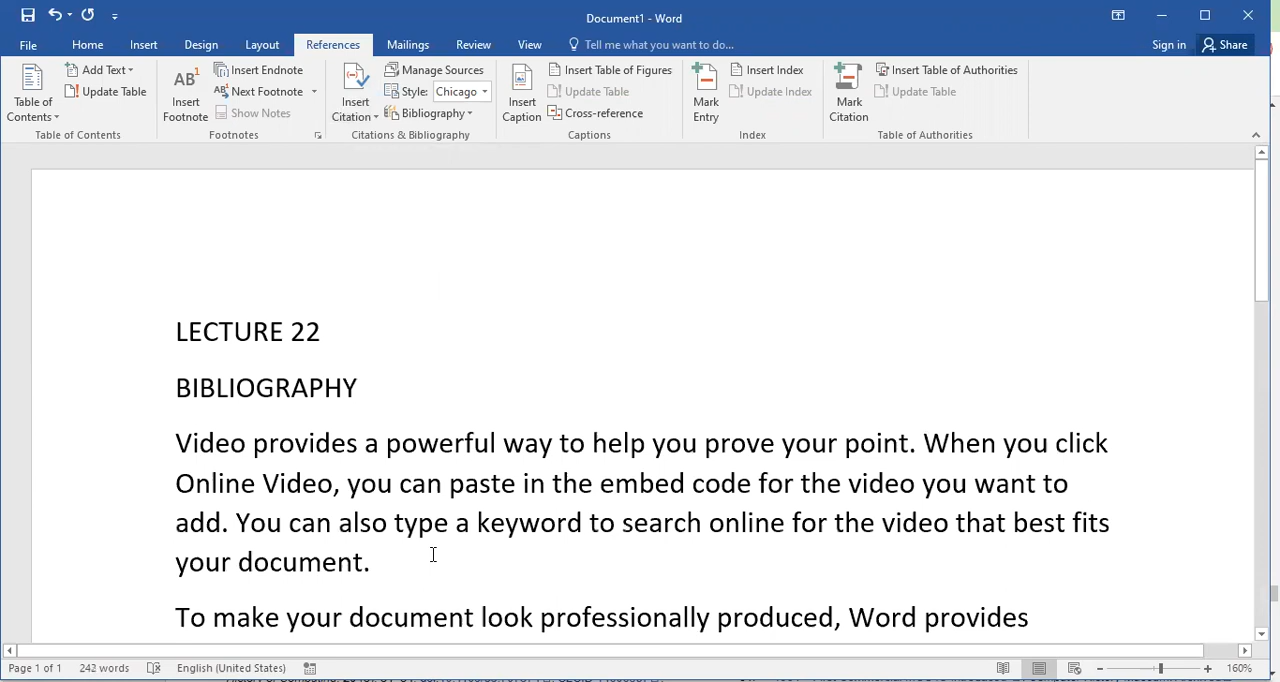 Document1 - Word
File Home Insert Design Layout References Mailings Review View Tell me what you want to do... Sign in Share
Table of Contents
Add Text
Update Table
Table of Contents
AB1 Insert Footnote
Insert Endnote
Next Footnote
Show Notes
Footnotes
Insert Citation
Manage Sources
Style: Chicago
Bibliography
Citations & Bibliography
Insert Caption
Insert Table of Figures
Update Table
Cross-reference
Captions
Mark Entry
Insert Index
Update Index
Index
Mark Citation
Insert Table of Authorities
Update Table
Table of Authorities
LECTURE 22
BIBLIOGRAPHY
Video provides a powerful way to help you prove your point. When you click
Online Video, you can paste in the embed code for the video you want to
add. You can also type a keyword to search online for the video that best fits
your document.
To make your document look professionally produced, Word provides
Page 1 of 1 242 words English (United States) 160%